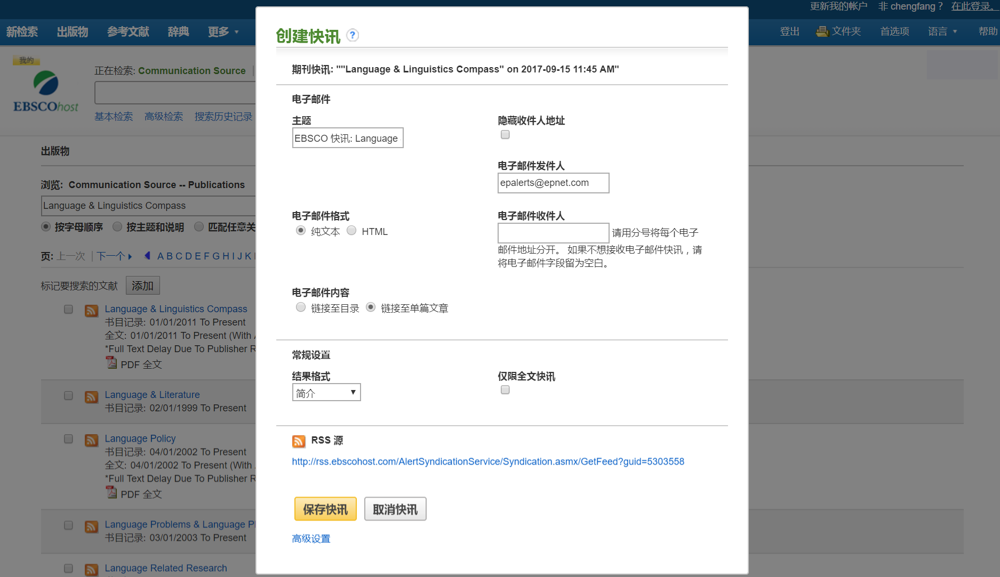 更新我的帐户 非 chengfang？ 在此登录。
新检索 出版物 参考文献 辞典 更多
登出 文件夹 首选项 语言 帮助
我的
EBSCOhost
正在检索: Communication Source
基本检索 高级检索 搜索历史记录
出版物
浏览: Communication Source -- Publications
Language & Linguistics Compass
按字母顺序 按主题和说明 匹配任意关
页: 上一次 | 下一个 A B C D E F G H I J K
标记要搜索的文献 添加
Language & Linguistics Compass
书目记录: 01/01/2011 To Present
全文: 01/01/2011 To Present (With
*Full Text Delay Due To Publisher R
PDF 全文
Language & Literature
书目记录: 02/01/1999 To Present
Language Policy
书目记录: 04/01/2002 To Present
全文: 04/01/2002 To Present (With
*Full Text Delay Due To Publisher R
PDF 全文
Language Problems & Language Pl
书目记录: 03/01/2003 To Present
Language Related Research
创建快讯 ?
期刊快讯: ""Language & Linguistics Compass" on 2017-09-15 11:45 AM"
电子邮件
主题
EBSCO 快讯: Language
隐藏收件人地址
电子邮件发件人
epalerts@epnet.com
电子邮件格式
纯文本 HTML
电子邮件收件人
请用分号将每个电子
邮件地址分开。 如果不想接收电子邮件快讯，请
将电子邮件字段留为空白。
电子邮件内容
链接至目录 链接至单篇文章
常规设置
结果格式
简介
仅限全文快讯
RSS 源
http://rss.ebscohost.com/AlertSyndicationService/Syndication.asmx/GetFeed?guid=5303558
保存快讯 取消快讯
高级设置